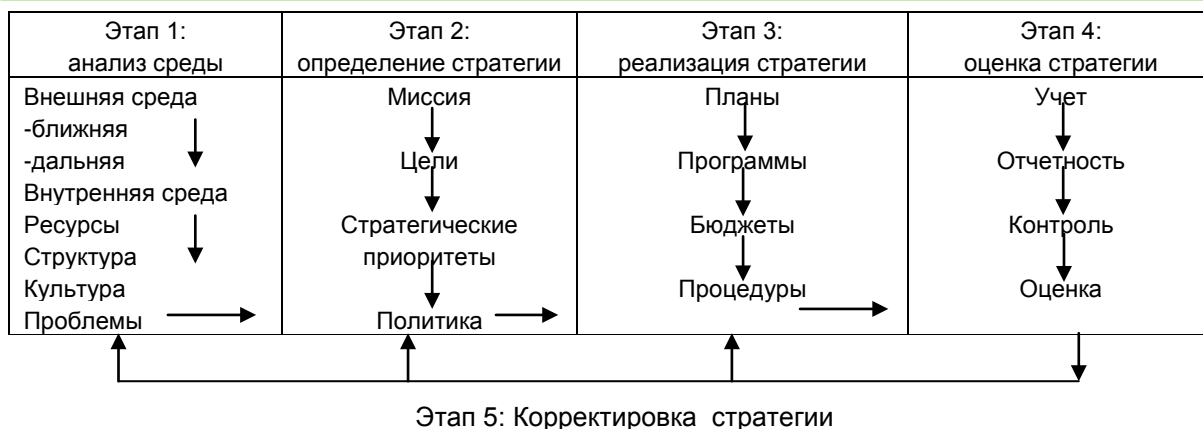 Этап 1:
анализ среды
Этап 2:
определение стратегии
Этап 3:
реализация стратегии
Этап 4:
оценка стратегии
Внешняя среда
-ближняя
-дальняя
Внутренняя среда
Ресурсы
Структура
Культура
Проблемы
Миссия
Цели
Стратегические
приоритеты
Политика
Планы
Программы
Бюджеты
Процедуры
Учет
Отчетность
Контроль
Оценка
Этап 5: Корректировка стратегии